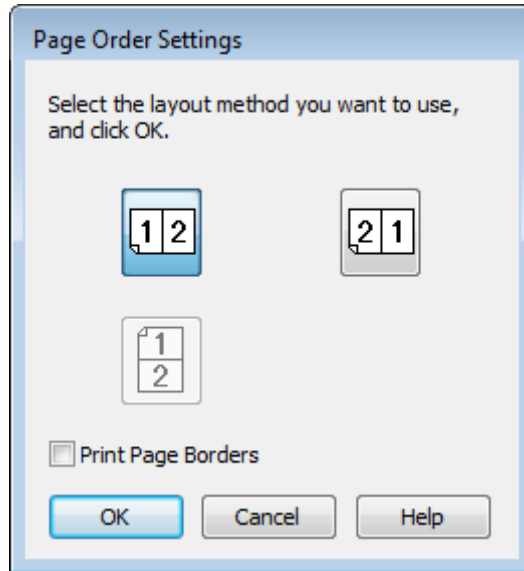 Page Order Settings
Select the layout method you want to use,
and click OK.
1 2
2 1
1
2
Print Page Borders
OK Cancel Help